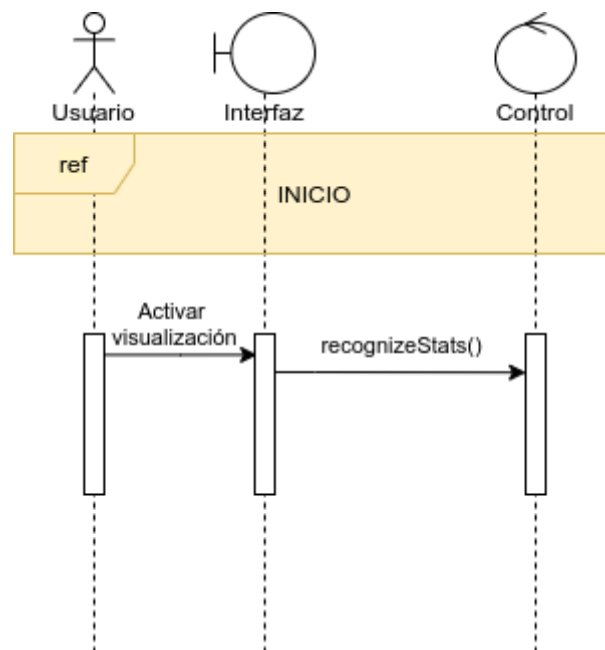 Usuario
Interfaz
Control
ref
INICIO
Activar
visualización
recognizeStats()